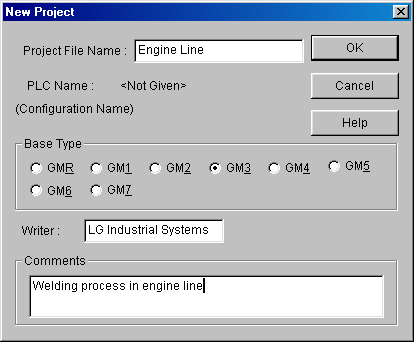 New Project
Project File Name : Engine Line OK
PLC Name : <Not Given> Cancel
(Configuration Name)
Help
Base Type
GMR GM1 GM2 GM3 GM4 GM5
GM6 GM7
Writer : LG Industrial Systems
Comments
Welding process in engine line